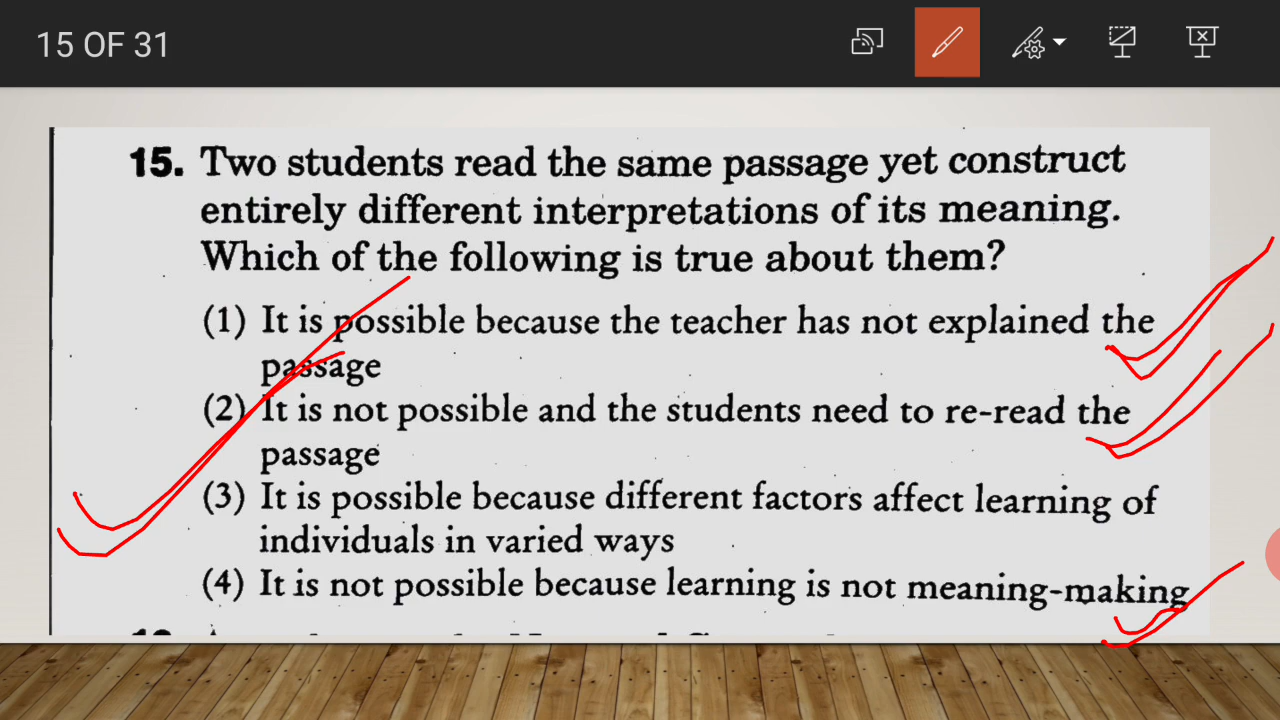 15 OF 31
15. Two students read the same passage yet construct
entirely different interpretations of its meaning.
Which of the following is true about them?
(1) It is possible because the teacher has not explained the
passage
(2) It is not possible and the students need to re-read the
passage
(3) It is possible because different factors affect learning of
individuals in varied ways
(4) It is not possible because learning is not meaning-making